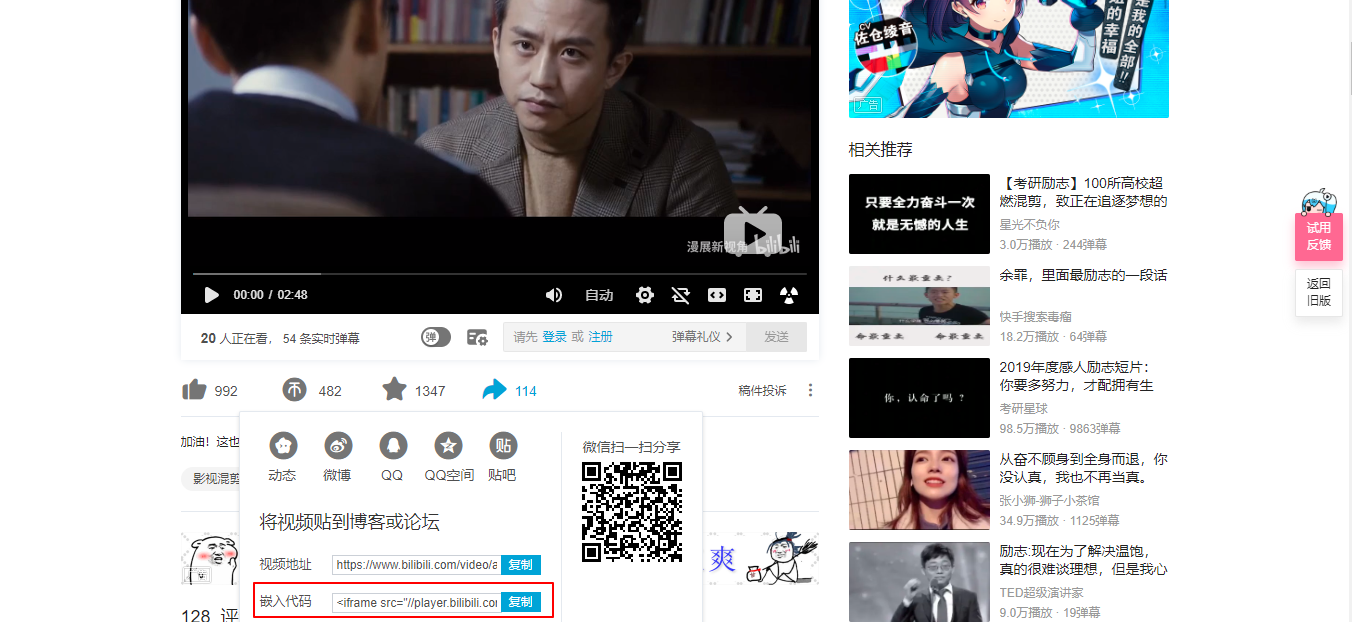 漫展新视角 bilibili
00:00 / 02:48
自动
20 人正在看， 54 条实时弹幕
弹
请先 登录 或 注册
弹幕礼仪
发送
992
482
1347
114
稿件投诉
加油！这也
影视混剪
动态
微博
QQ
QQ空间
贴
贴吧
微信扫一扫分享
将视频贴到博客或论坛
视频地址
https://www.bilibili.com/video/a
复制
嵌入代码
<iframe src="//player.bilibili.con
复制
爽
128 评
CV
佐仓绫音
是我的全部!!
的幸福
广告
相关推荐
只要全力奋斗一次
就是无憾的人生
【考研励志】100所高校超
燃混剪，致正在追逐梦想的
星光不负你
3.0万播放 · 244弹幕
什么最重要？
命最重要 命最重要
余罪，里面最励志的一段话
快手搜索毒瘤
18.2万播放 · 64弹幕
你，认命了吗？
2019年度感人励志短片：
你要多努力，才配拥有生
考研星球
98.5万播放 · 9863弹幕
从奋不顾身到全身而退，你
没认真，我也不再当真。
张小狮-狮子小茶馆
34.9万播放 · 1125弹幕
励志:现在为了解决温饱，
真的很难谈理想，但是我心
TED超级演讲家
9.0万播放 · 19弹幕
试用
反馈
返回
旧版